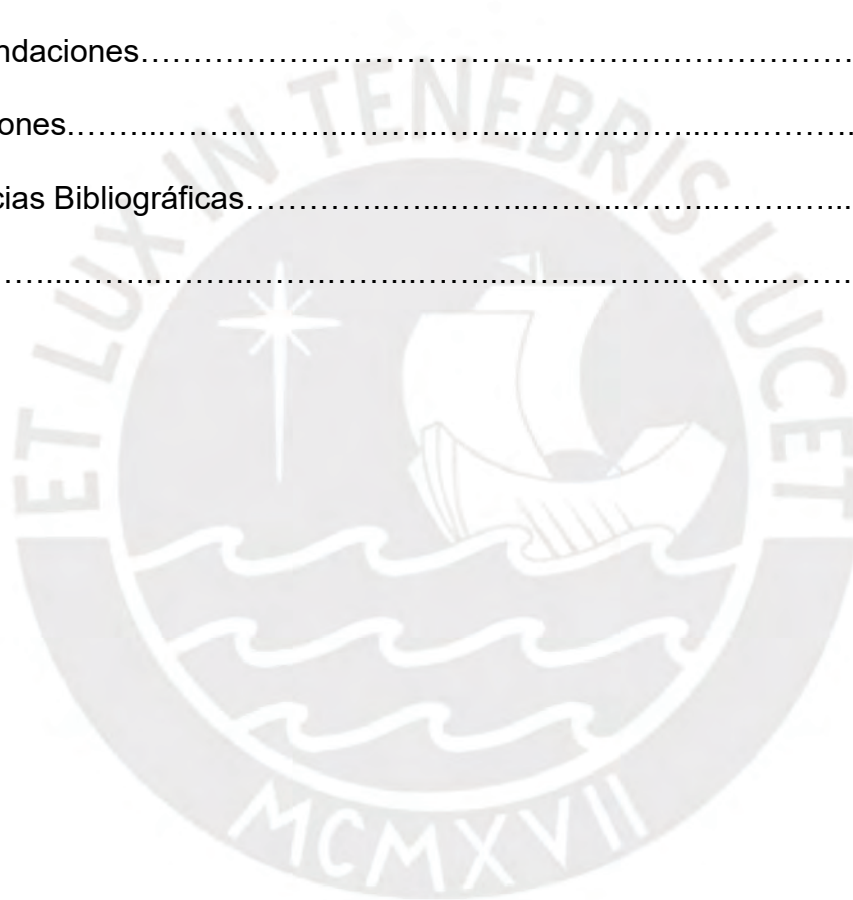 ndaciones……………………………………………………………………
ones……...……..……..……..……...……..……..…………
cias Bibliográficas…………..…..……...……..……..………...
…...……...……..……..……..……...……..……..……
ET LUX IN TENEBRIS LUCET
MCMXVII